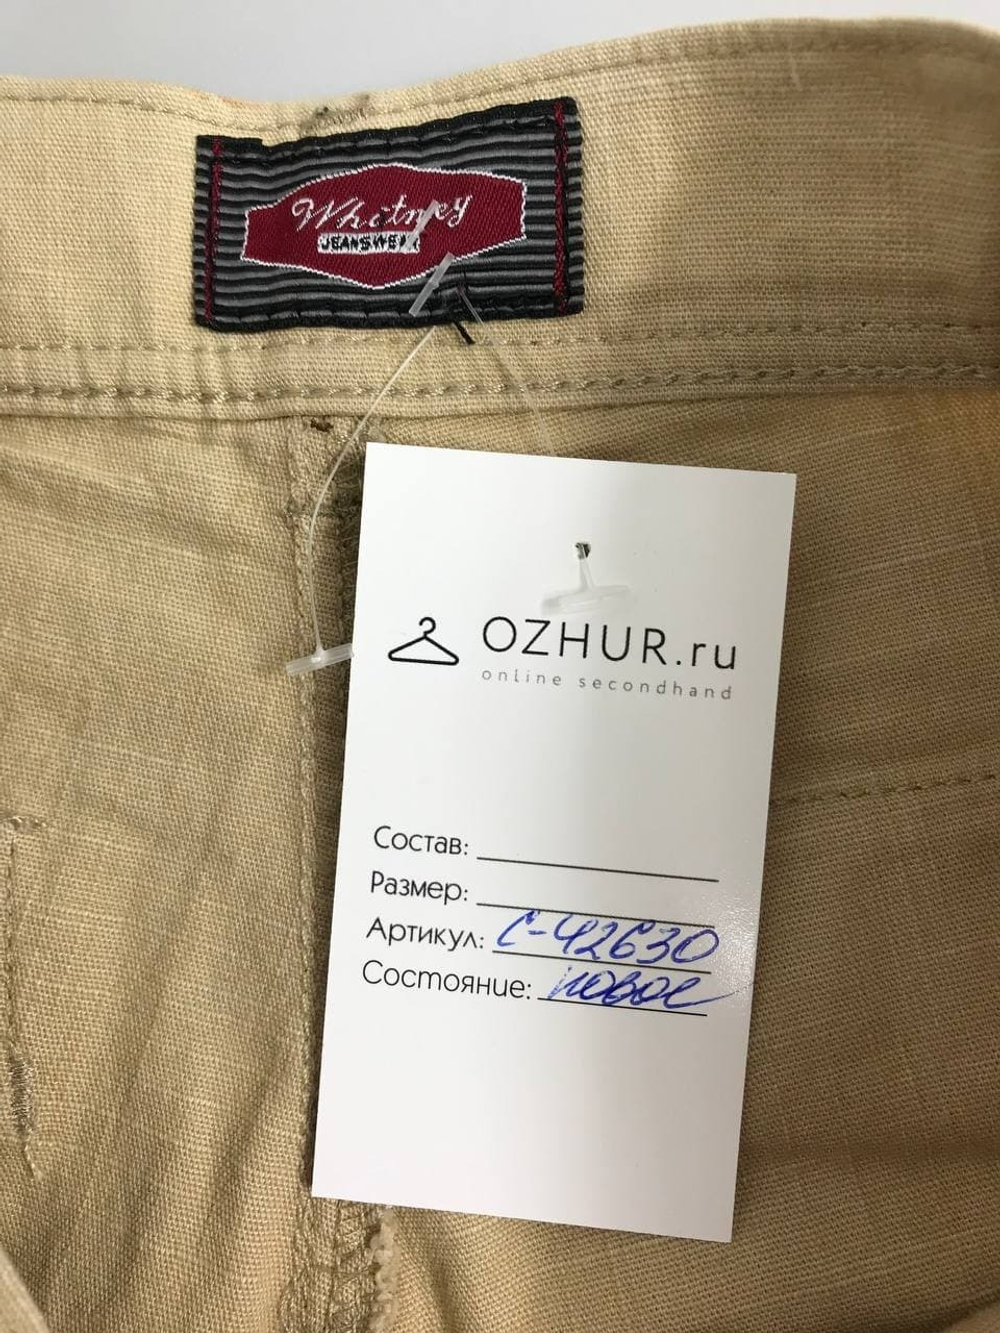 Whitney
JEANSWEAR
OZHUR.ru
online secondhand
Состав:
Размер:
Артикул: С-42630
Состояние: новое